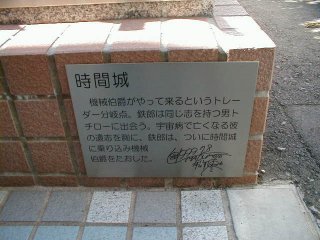 時間城
機械伯爵がやって来るというトレー
ダー分岐点。鉄郎は同じ志を持つ男ト
チローに出会う。宇宙病で亡くなる彼
の遺志を胸に、鉄郎は、ついに時間城
に乗り込み機械
伯爵をたおした。